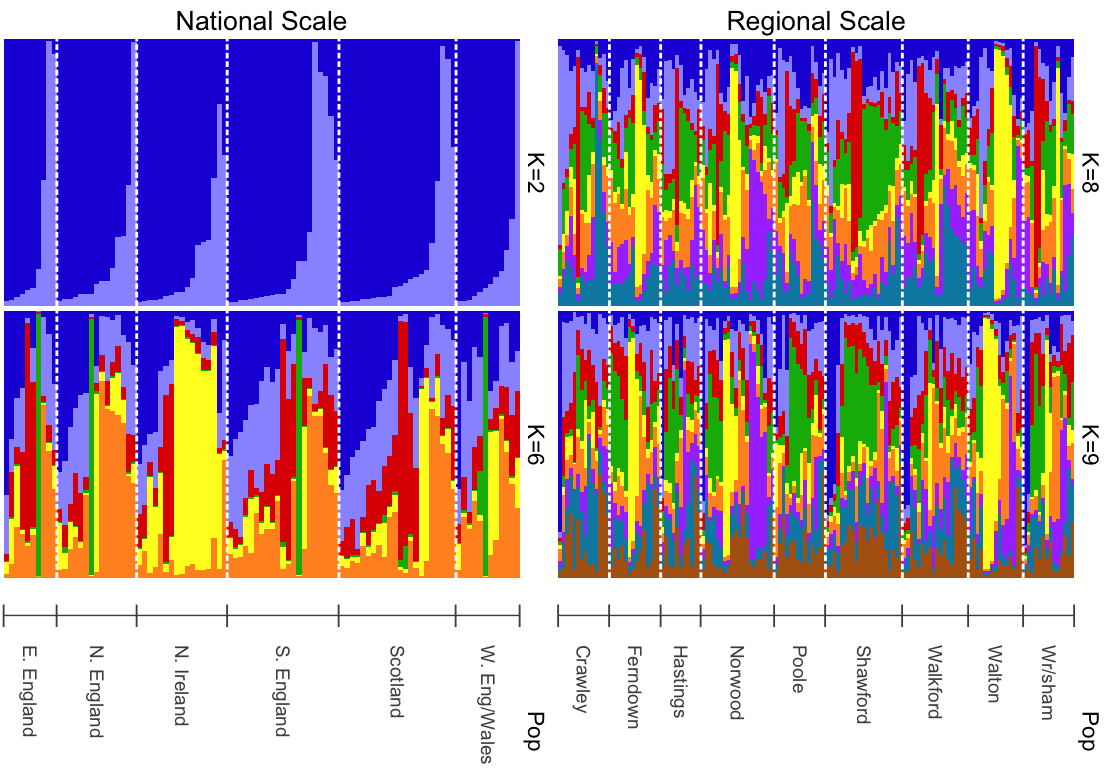 National Scale
Regional Scale
K=2
K=8
K=6
K=9
E. England
N. England
N. Ireland
S. England
Scotland
W. Eng/Wales
Pop
Crawley
Ferndown
Hastings
Norwood
Poole
Shawford
Walkford
Walton
Wr/sham
Pop